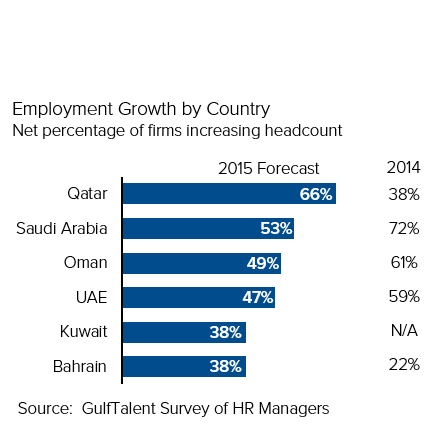 Employment Growth by Country
Net percentage of firms increasing headcount
2015 Forecast 2014
Qatar 66% 38%
Saudi Arabia 53% 72%
Oman 49% 61%
UAE 47% 59%
Kuwait 38% N/A
Bahrain 38% 22%
Source: GulfTalent Survey of HR Managers